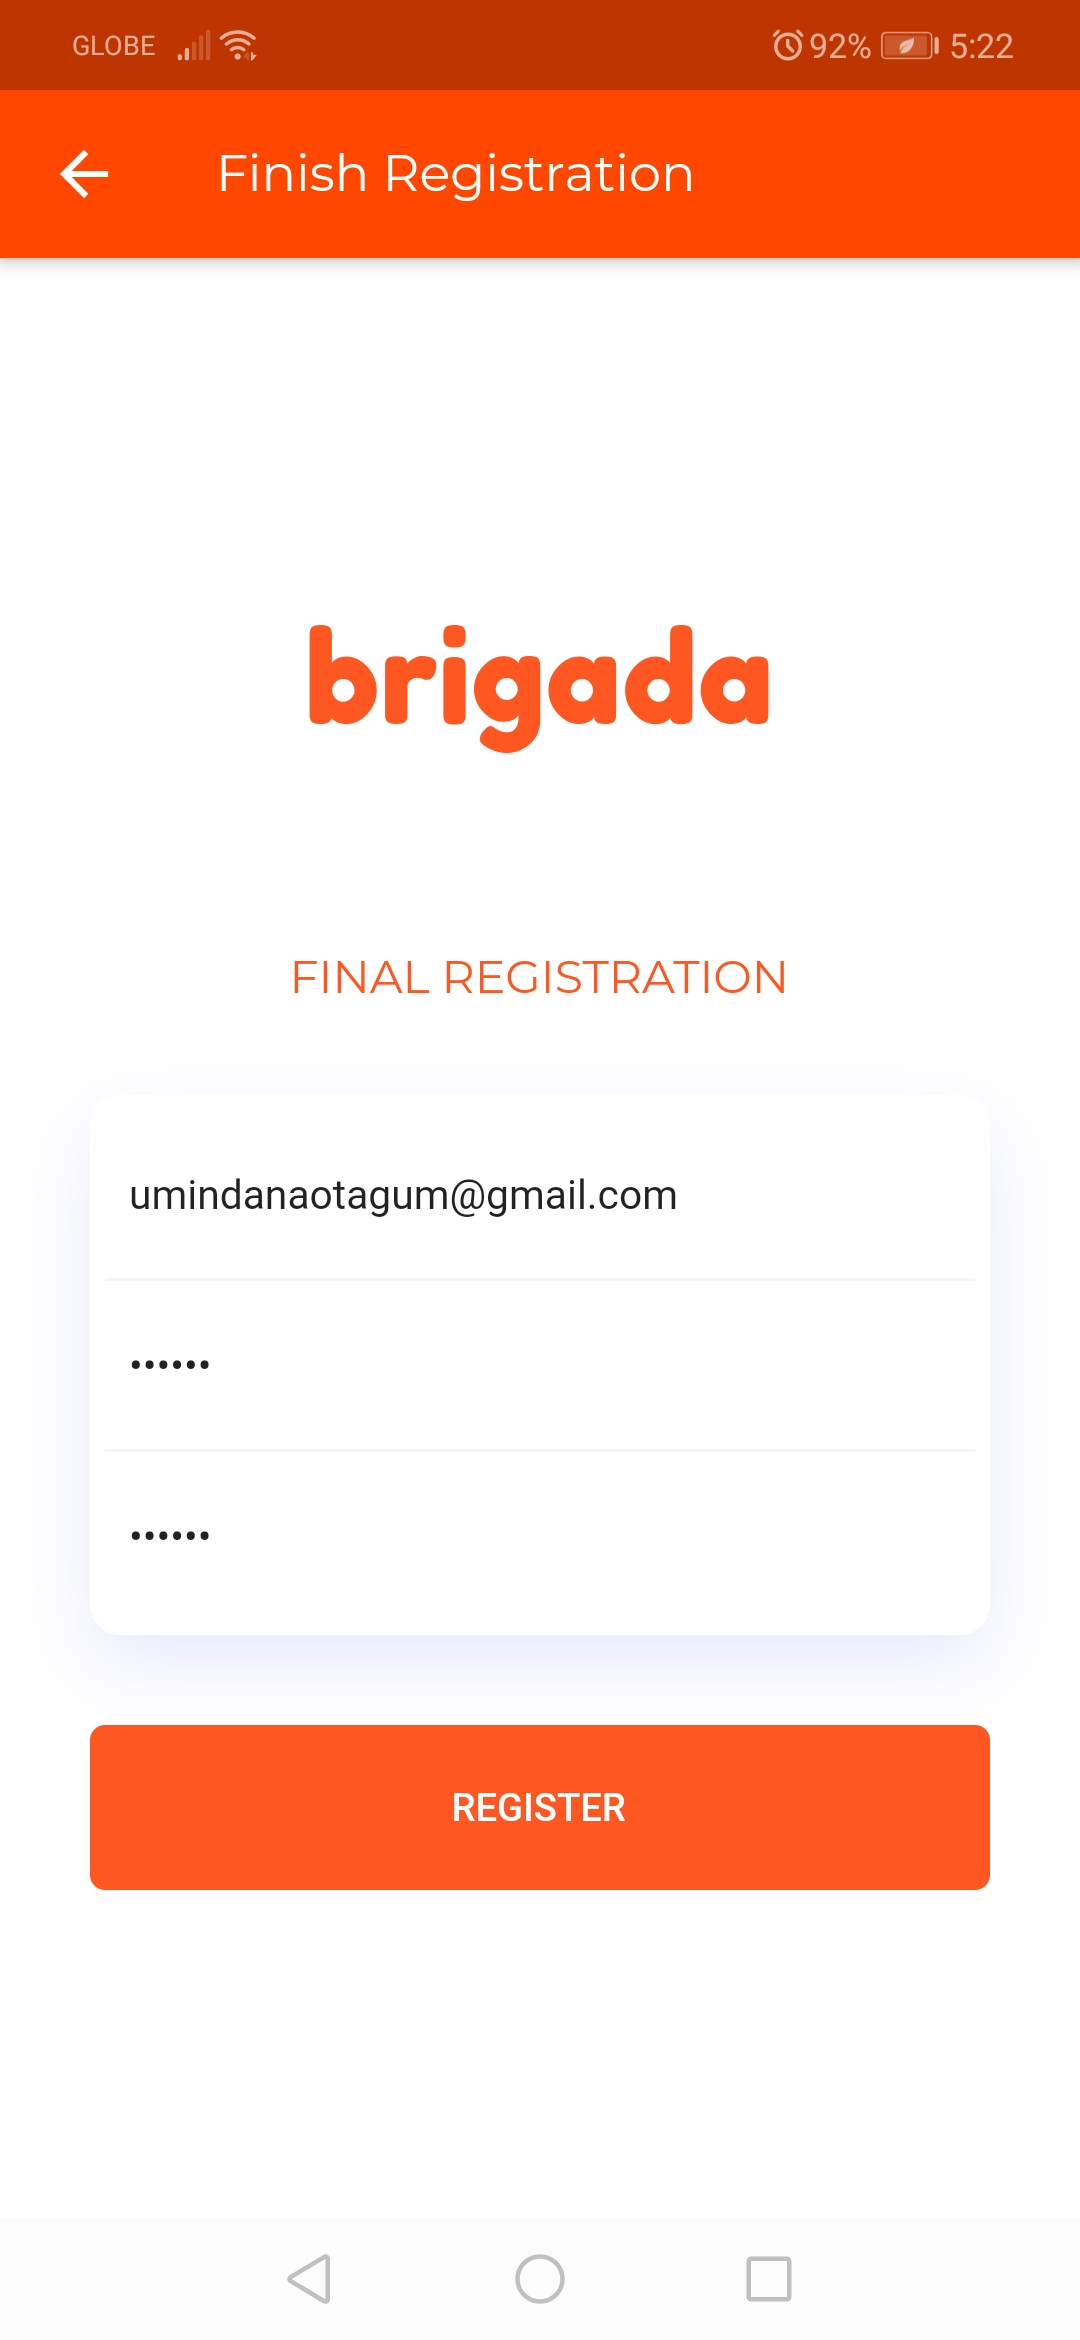 GLOBE 92% 5:22
Finish Registration
brigada
FINAL REGISTRATION
umindanaotagum@gmail.com
••••••
••••••
REGISTER